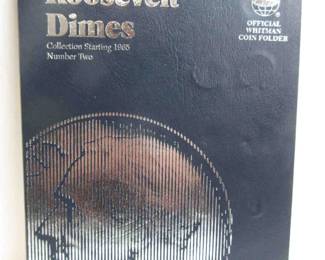 Roosevelt
Dimes
Collection Starting 1965
Number Two
OFFICIAL
WHITMAN
COIN FOLDER